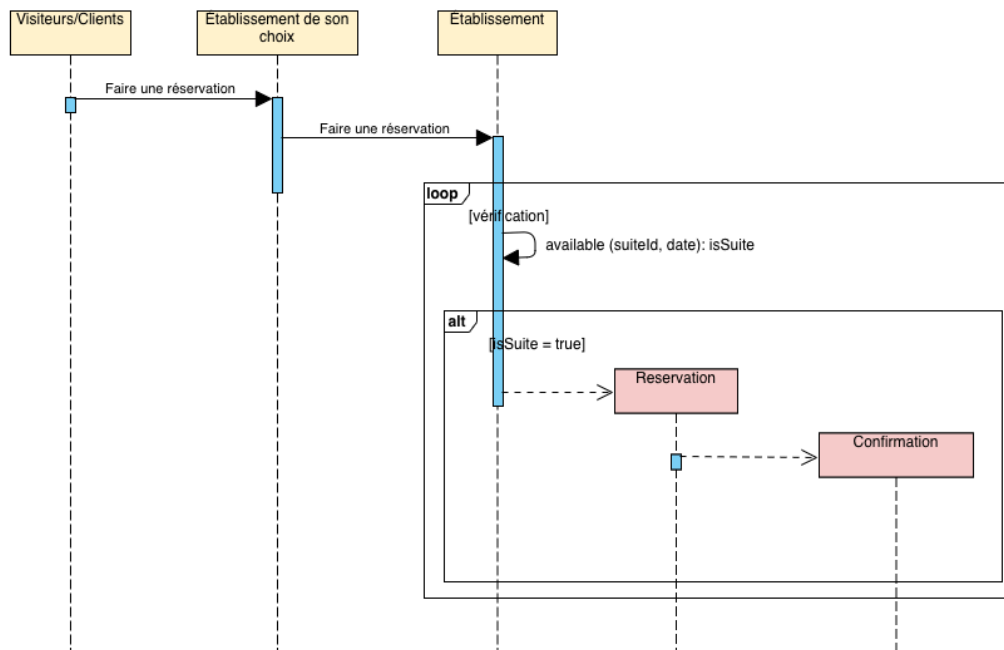 Visiteurs/Clients
Établissement de son
choix
Établissement
Faire une réservation
Faire une réservation
loop
[vérification]
available (suiteId, date): isSuite
alt
[isSuite = true]
Reservation
Confirmation